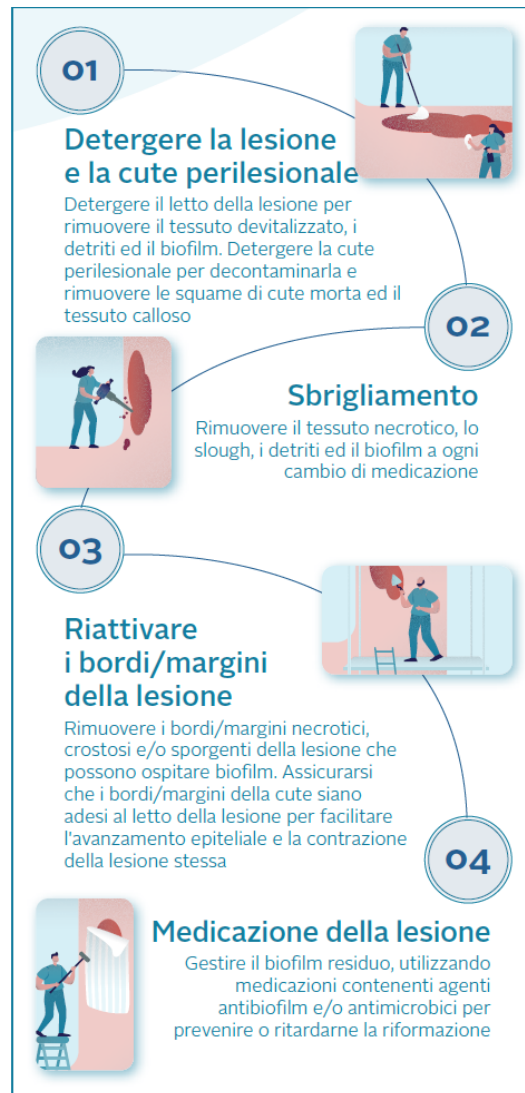 01
Detergere la lesione
e la cute perilesionale
Detergere il letto della lesione per
rimuovere il tessuto devitalizzato, i
detriti ed il biofilm. Detergere la cute
perilesionale per decontaminarla e
rimuovere le squame di cute morta ed il
tessuto calloso
02
Sbrigliamento
Rimuovere il tessuto necrotico, lo
slough, i detriti ed il biofilm a ogni
cambio di medicazione
03
Riattivare
i bordi/margini
della lesione
Rimuovere i bordi/margini necrotici,
crostosi e/o sporgenti della lesione che
possono ospitare biofilm. Assicurarsi
che i bordi/margini della cute siano
adesi al letto della lesione per facilitare
l'avanzamento epiteliale e la contrazione
della lesione stessa
04
Medicazione della lesione
Gestire il biofilm residuo, utilizzando
medicazioni contenenti agenti
antibiofilm e/o antimicrobici per
prevenire o ritardarne la riformazione